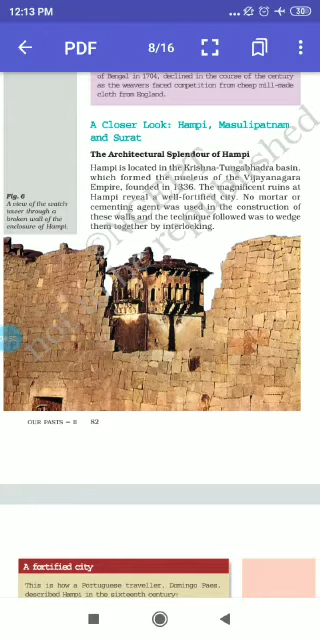 12:13 PM
30
PDF
8/16
of Bengal in 1704, declined in the course of the century
as the weavers faced competition from cheap mill-made
cloth from England.
A Closer Look: Hampi, Masulipatnam
and Surat
The Architectural Splendour of Hampi
Hampi is located in the Krishna-Tungabhadra basin,
which formed the nucleus of the Vijayanagara
Empire, founded in 1336. The magnificent ruins at
Hampi reveal a well-fortified city. No mortar or
cementing agent was used in the construction of
these walls and the technique followed was to wedge
them together by interlocking.
Fig. 6
A view of the watch
tower through a
broken wall of the
enclosure of Hampi.
not to be republished
OUR PASTS – II 82
A fortified city
This is how a Portuguese traveller, Domingo Paes,
described Hampi in the sixteenth century: